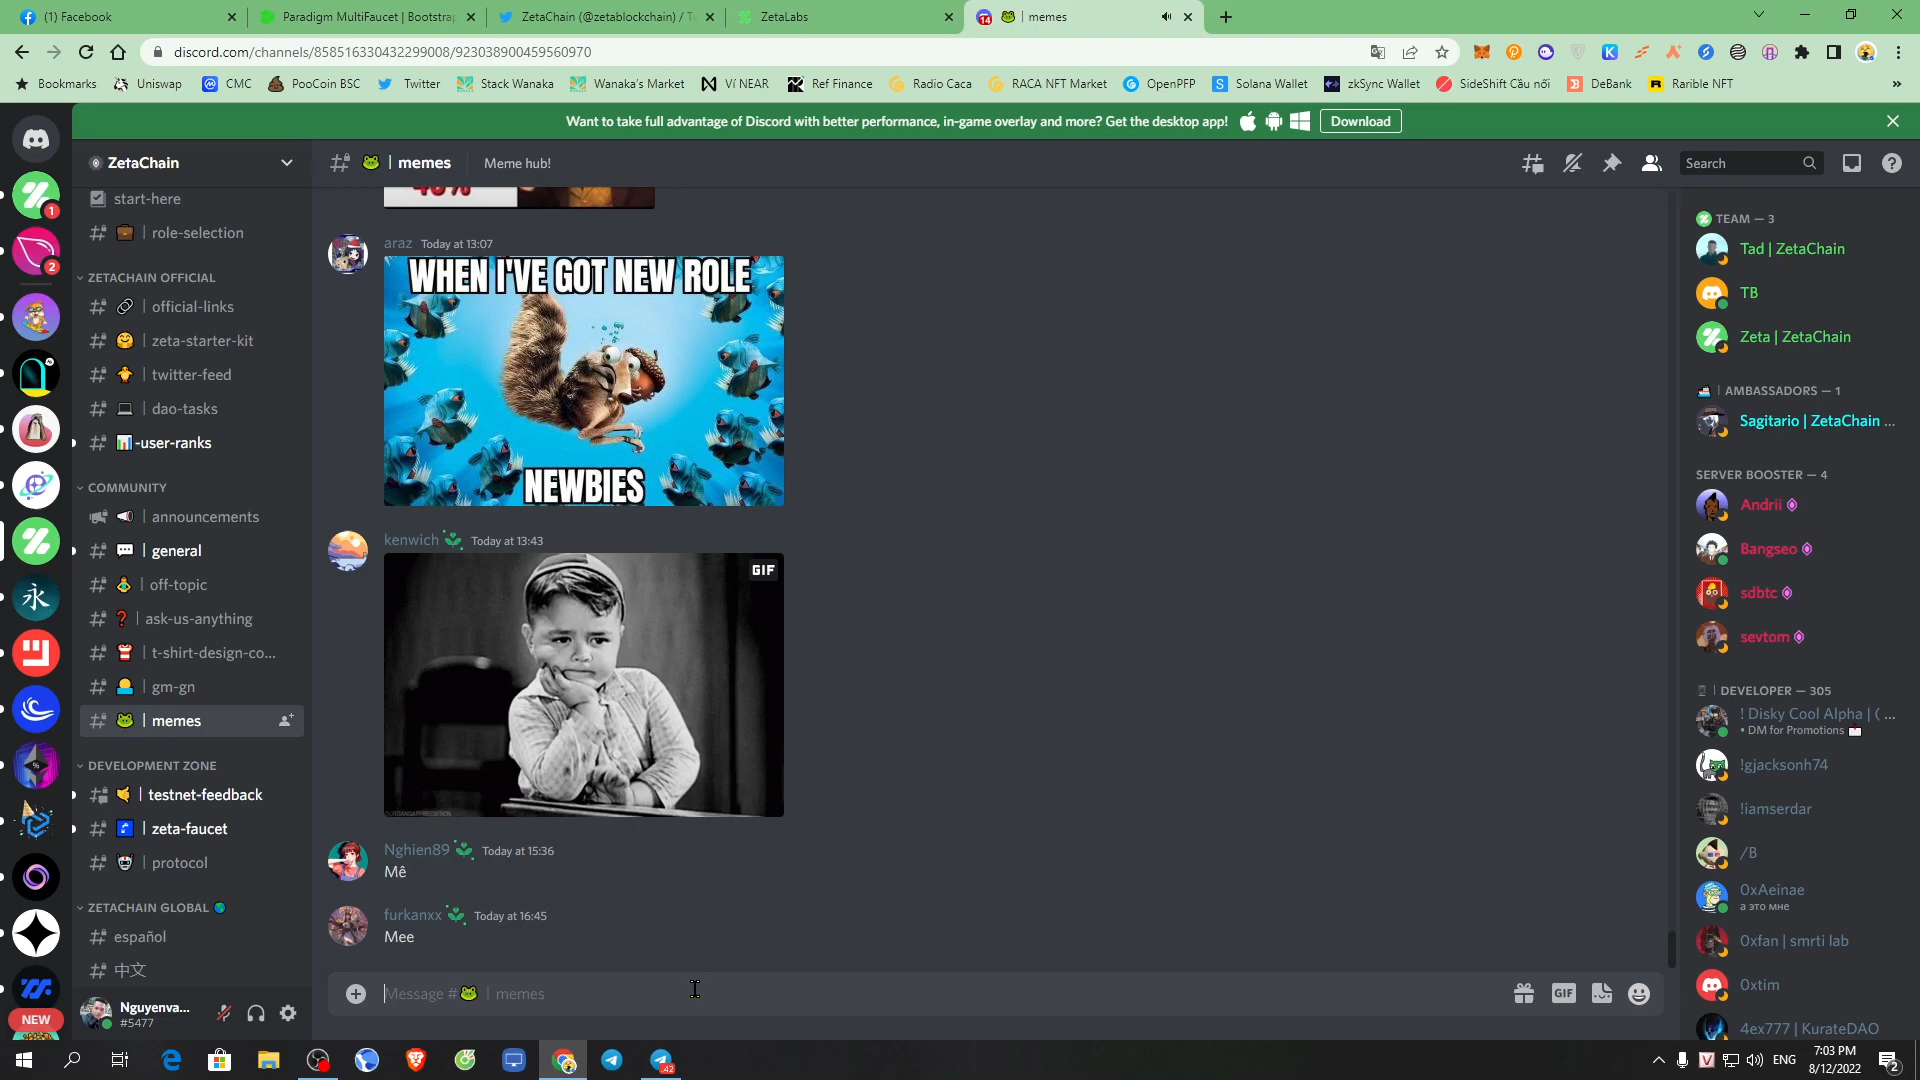 (1) Facebook
Paradigm MultiFaucet | Bootstrap
ZetaChain (@zetablockchain) / Tw
ZetaLabs
14
| memes
discord.com/channels/858516330432299008/923038900459560970
Bookmarks
Uniswap
CMC
PooCoin BSC
Twitter
Stack Wanaka
Wanaka's Market
Ví NEAR
Ref Finance
Radio Caca
RACA NFT Market
OpenPFP
Solana Wallet
zkSync Wallet
SideShift Cầu nối
DeBank
Rarible NFT
Want to take full advantage of Discord with better performance, in-game overlay and more? Get the desktop app!
Download
ZetaChain
# | memes
Meme hub!
Search
start-here
| role-selection
ZETACHAIN OFFICIAL
| official-links
| zeta-starter-kit
| twitter-feed
| dao-tasks
-user-ranks
COMMUNITY
| announcements
| general
| off-topic
| ask-us-anything
| t-shirt-design-co...
| gm-gn
| memes
DEVELOPMENT ZONE
| testnet-feedback
| zeta-faucet
| protocol
ZETACHAIN GLOBAL
español
中文
1
2
永
NEW
Nguyenva...
#5477
araz Today at 13:07
WHEN I'VE GOT NEW ROLE
NEWBIES
kenwich Today at 13:43
GIF
Nghien89 Today at 15:36
Mê
furkanxx Today at 16:45
Mee
Message # | memes
GIF
TEAM — 3
Tad | ZetaChain
TB
Zeta | ZetaChain
| AMBASSADORS — 1
Sagitario | ZetaChain ...
SERVER BOOSTER — 4
Andrii
Bangseo
sdbtc
sevtom
| DEVELOPER — 305
! Disky Cool Alpha | ( ...
• DM for Promotions
!gjacksonh74
!iamserdar
/B
0xAeinae
а это мне
0xfan | smrti lab
0xtim
4ex777 | KurateDAO
42
ENG
7:03 PM
8/12/2022
2